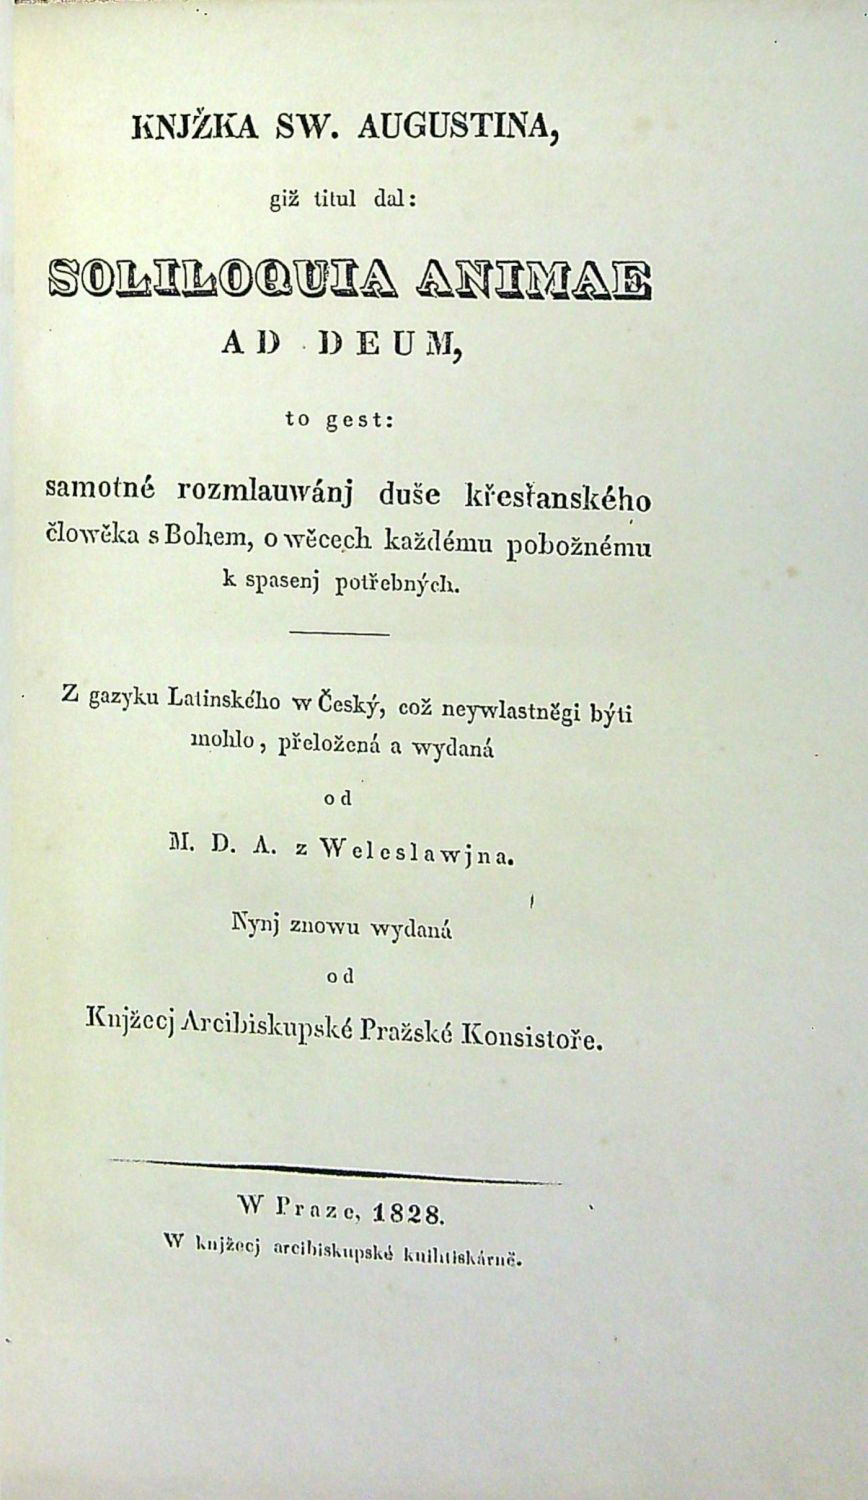 KNJŽKA SW. AUGUSTINA,
giž titul dal:
SOLILOQUIA ANIMAE
AD DEUM,
to gest:
samotné rozmlauwánj duše křesťanského
člowěka s Bohem, o wěcech každému pobožnému
k spasenj potřebných.
Z gazyku Latinského w Český, což neywlastněgi býti
mohlo, přeložená a wydaná
od
M. D. A. z Weleslawjna.
Nynj znowu wydaná
od
Knjžecj Arcibiskupské Pražské Konsistoře.
W Praze, 1828.
W knjžecj arcibiskupské knihtiskárně.